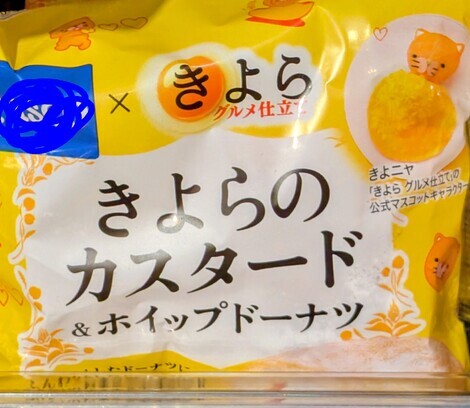 ×
きよら
グルメ仕立て
きよニャ
「きよら グルメ仕立て」の
公式マスコットキャラクター
きよらの
カスタード
&ホイップドーナツ